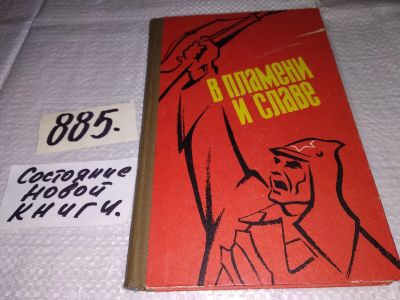 885.
Состояние
новой
книги.
В ПЛАМЕНИ
И СЛАВЕ